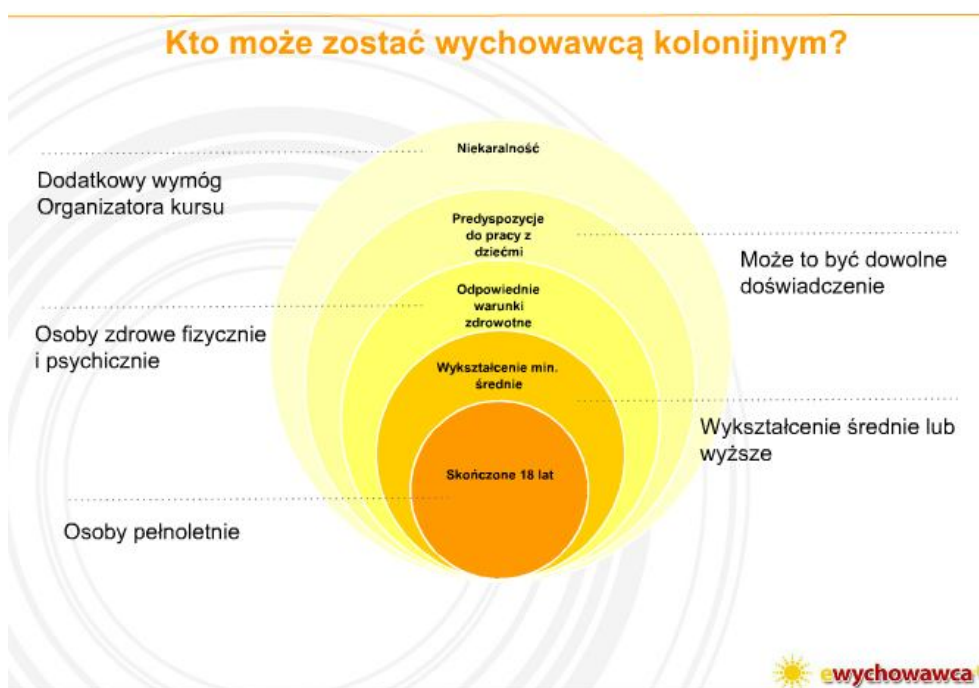 Kto może zostać wychowawcą kolonijnym?
Niekaralność
Dodatkowy wymóg
Organizatora kursu
Predyspozycje
do pracy z
dziećmi
Może to być dowolne
doświadczenie
Odpowiednie
warunki
zdrowotne
Osoby zdrowe fizycznie
i psychicznie
Wykształcenie min.
średnie
Wykształcenie średnie lub
wyższe
Skończone 18 lat
Osoby pełnoletnie
ewychowawca